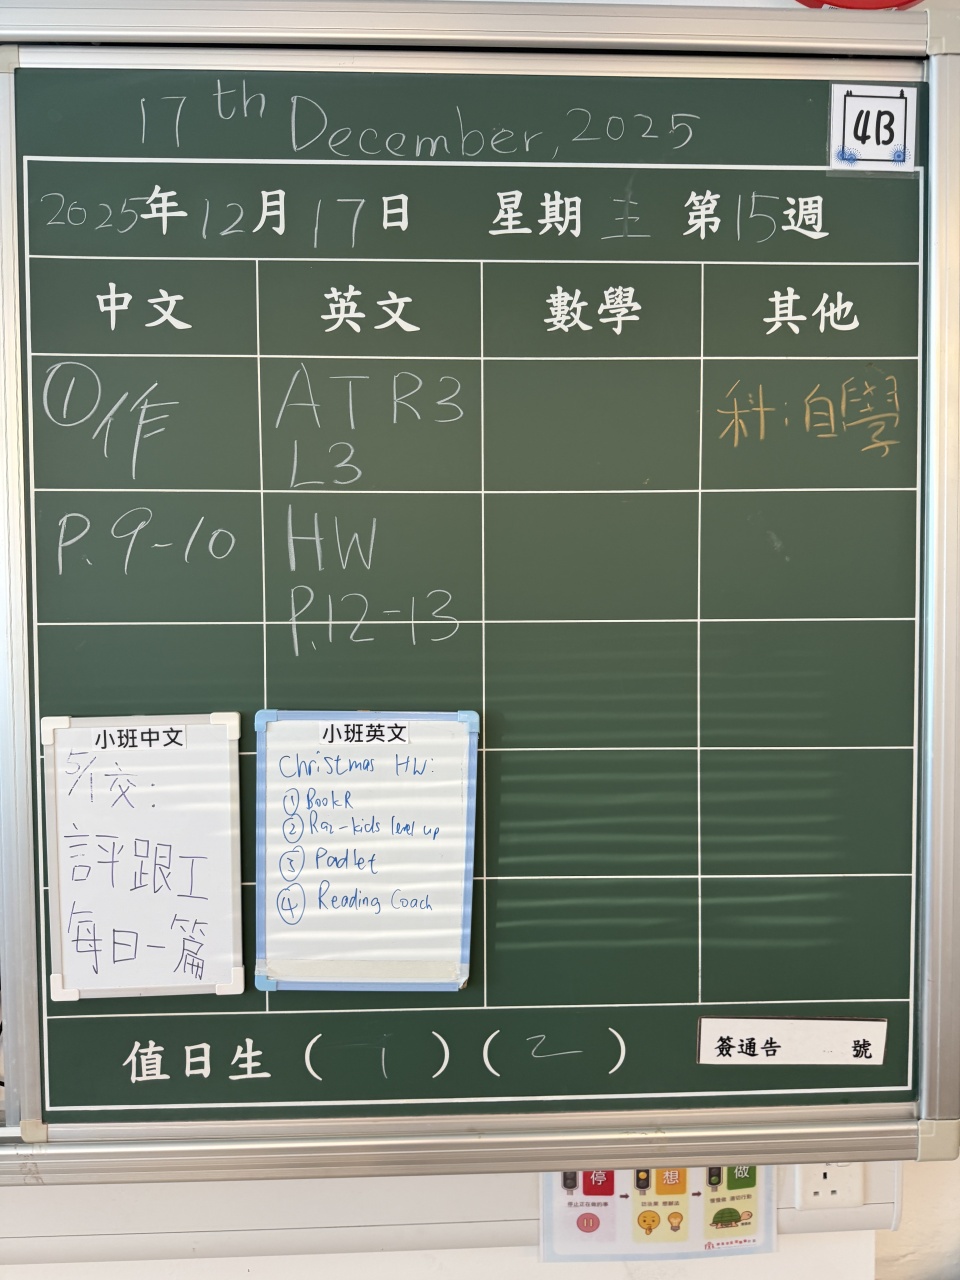 17th December, 2025
4B
2025年12月17日 星期三 第15週
中文 英文 數學 其他
①作
P. 9-10
ATR3
L3
HW
P.12-13
科:自學
小班中文
5/1交:
評跟工
每日一篇
小班英文
Christmas HW:
① BookR
② Raz-kids level up
③ Padlet
④ Reading Coach
值日生 ( 1 ) ( 2 )
簽通告 號
停
想
做